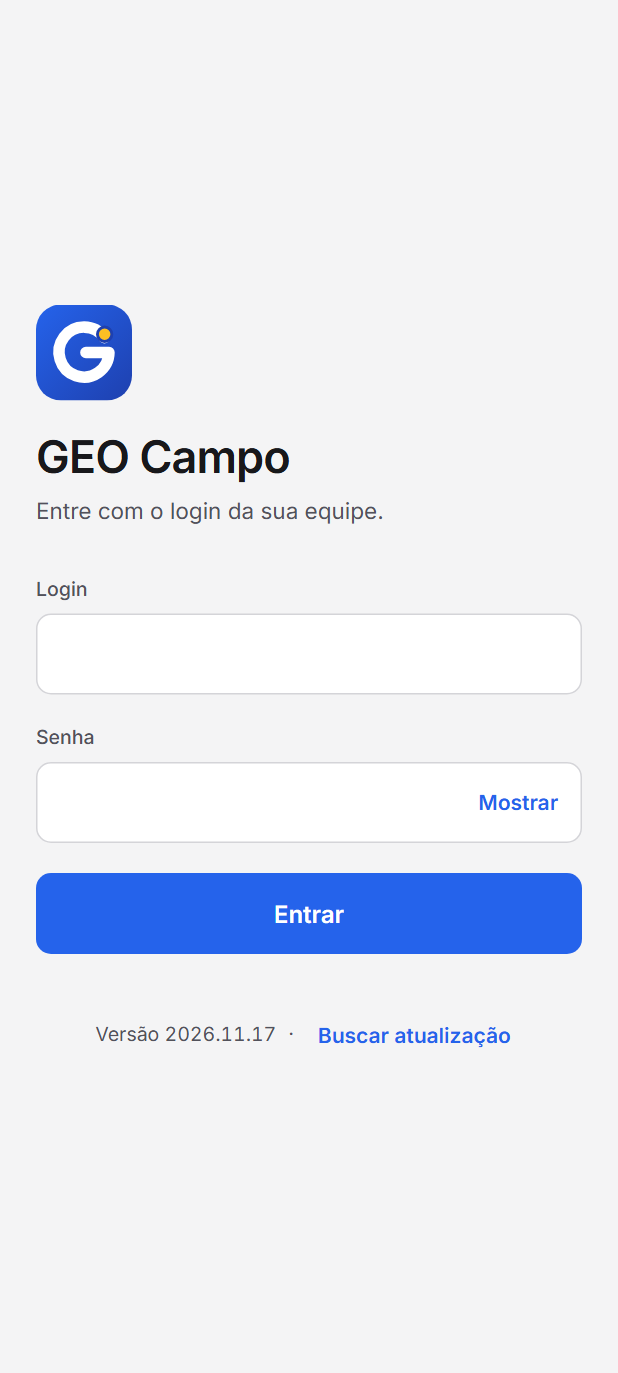 GEO Campo
Entre com o login da sua equipe.
Login
Senha
Mostrar
Entrar
Versão 2026.11.17 · Buscar atualização